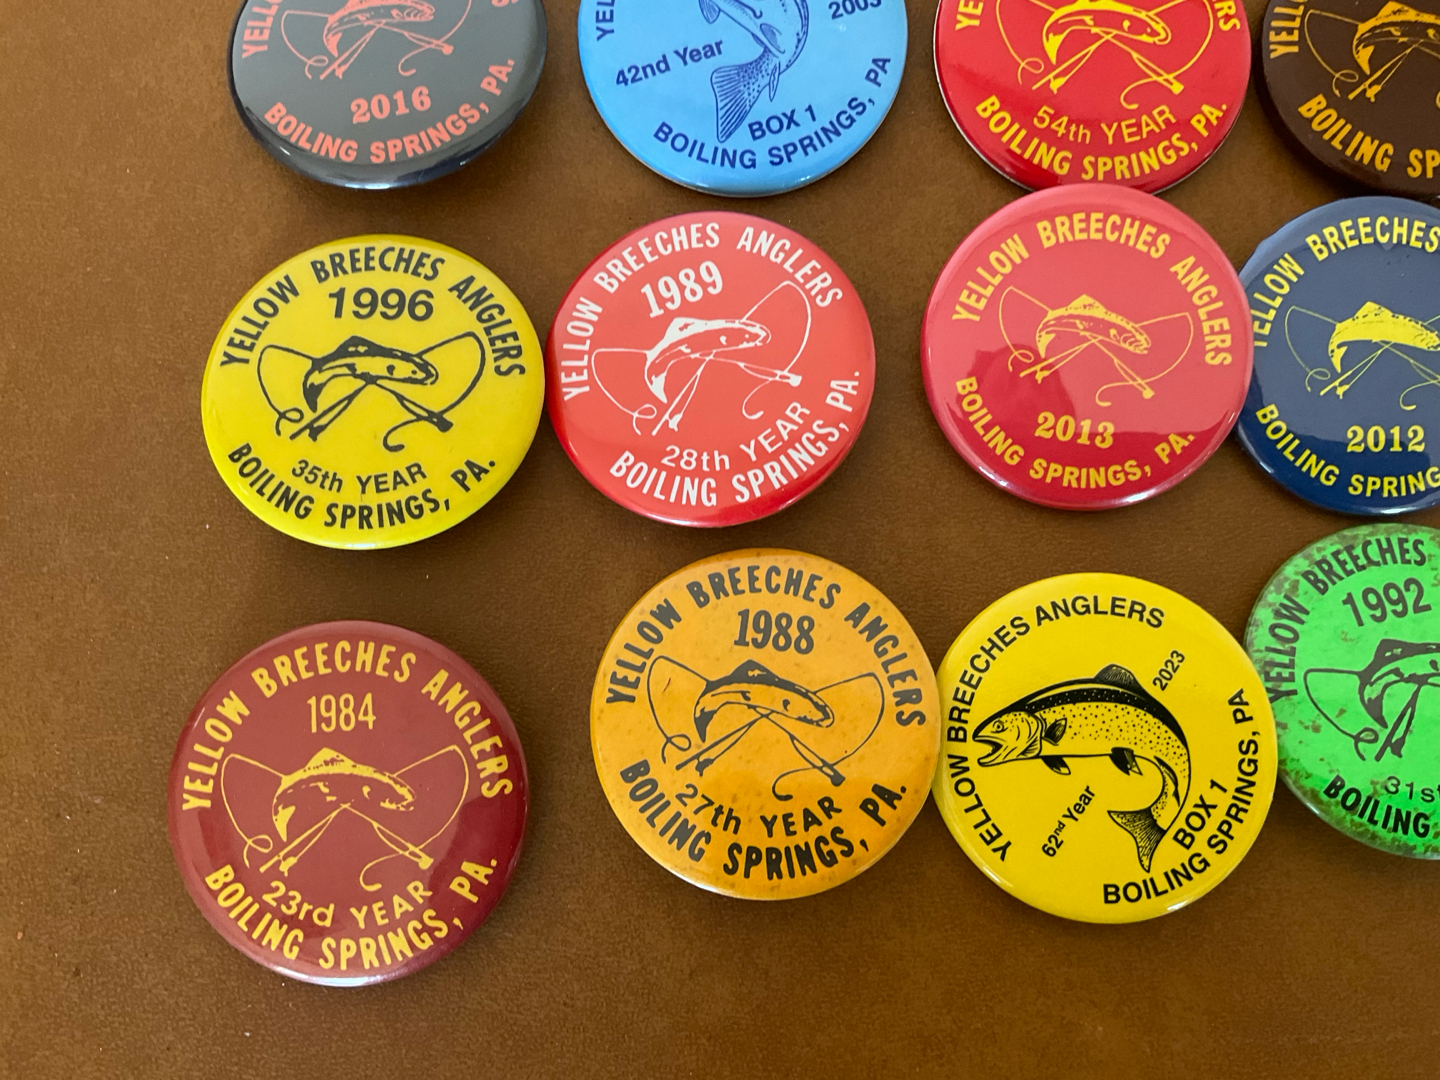 YELLOW
2016
BOILING SPRINGS, PA.
42nd Year
2003
BOX 1
BOILING SPRINGS, PA
54th YEAR
BOILING SPRINGS, PA.
BOILING
YELLOW BREECHES ANGLERS
1996
35th YEAR
BOILING SPRINGS, PA.
YELLOW BREECHES ANGLERS
1989
28th YEAR
BOILING SPRINGS, PA.
YELLOW BREECHES ANGLERS
2013
BOILING SPRINGS, PA.
YELLOW BREECHES
2012
BOILING SPRING
YELLOW BREECHES ANGLERS
1984
23rd YEAR
BOILING SPRINGS, PA.
YELLOW BREECHES ANGLERS
1988
27th YEAR
BOILING SPRINGS, PA.
YELLOW BREECHES ANGLERS
2023
62nd Year
BOX 1
BOILING SPRINGS, PA
YELLOW BREECHES
1992
31st
BOILING